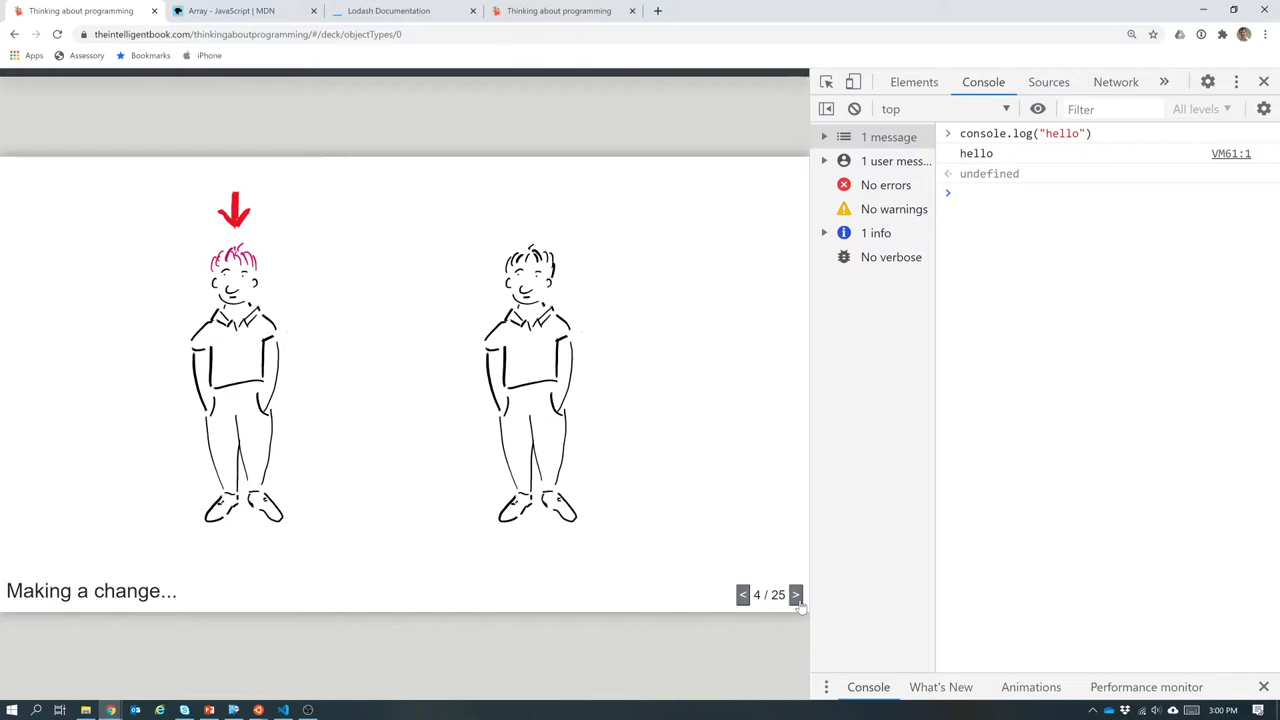 Thinking about programming
Array - JavaScript | MDN
Lodash Documentation
Thinking about programming
theintelligentbook.com/thinkingaboutprogramming/#/deck/objectTypes/0
Apps Assessory Bookmarks iPhone
Elements Console Sources Network
top Filter All levels
1 message
1 user mess...
No errors
No warnings
1 info
No verbose
> console.log("hello")
hello VM61:1
undefined
>
Making a change...
< 4 / 25 >
Console What's New Animations Performance monitor
3:00 PM